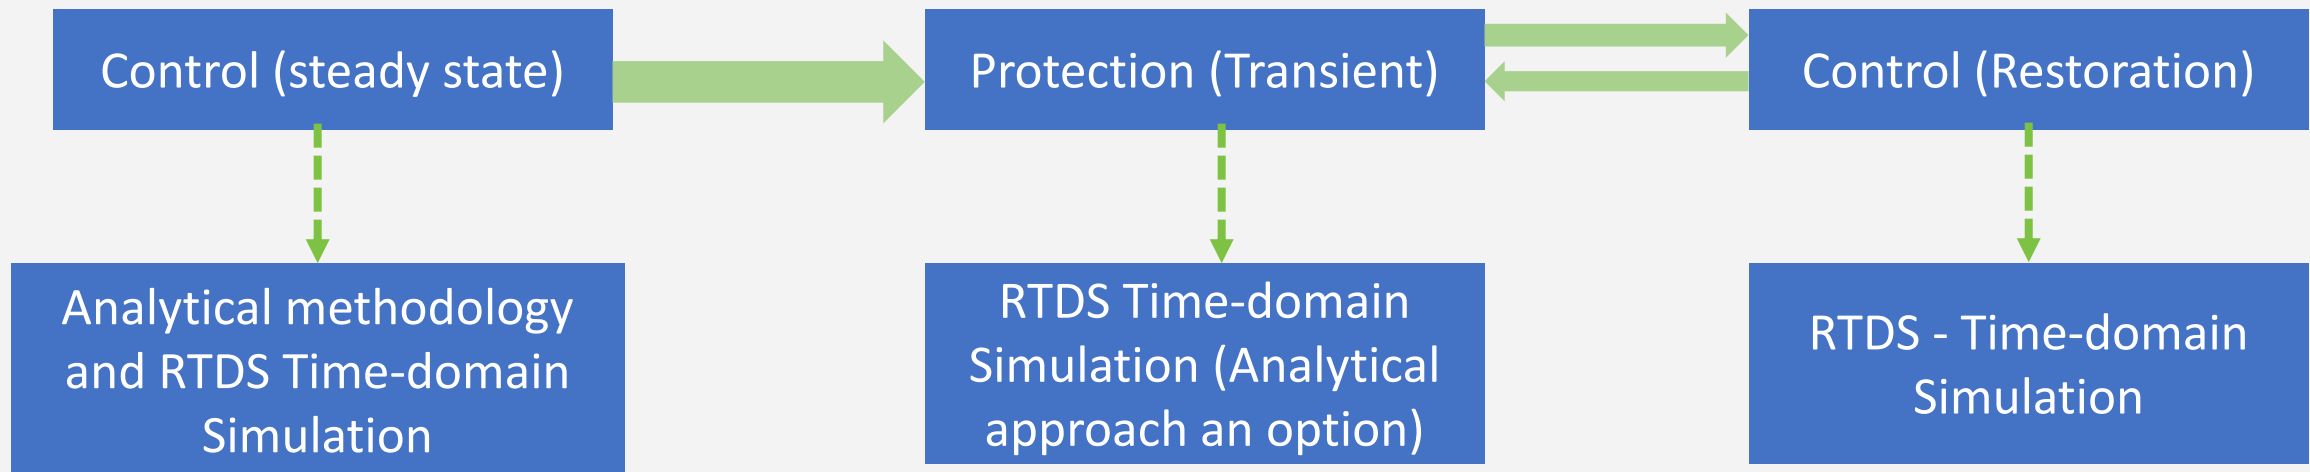 Control (steady state)
Protection (Transient)
Control (Restoration)
Analytical methodology
and RTDS Time-domain
Simulation
RTDS Time-domain
Simulation (Analytical
approach an option)
RTDS - Time-domain
Simulation